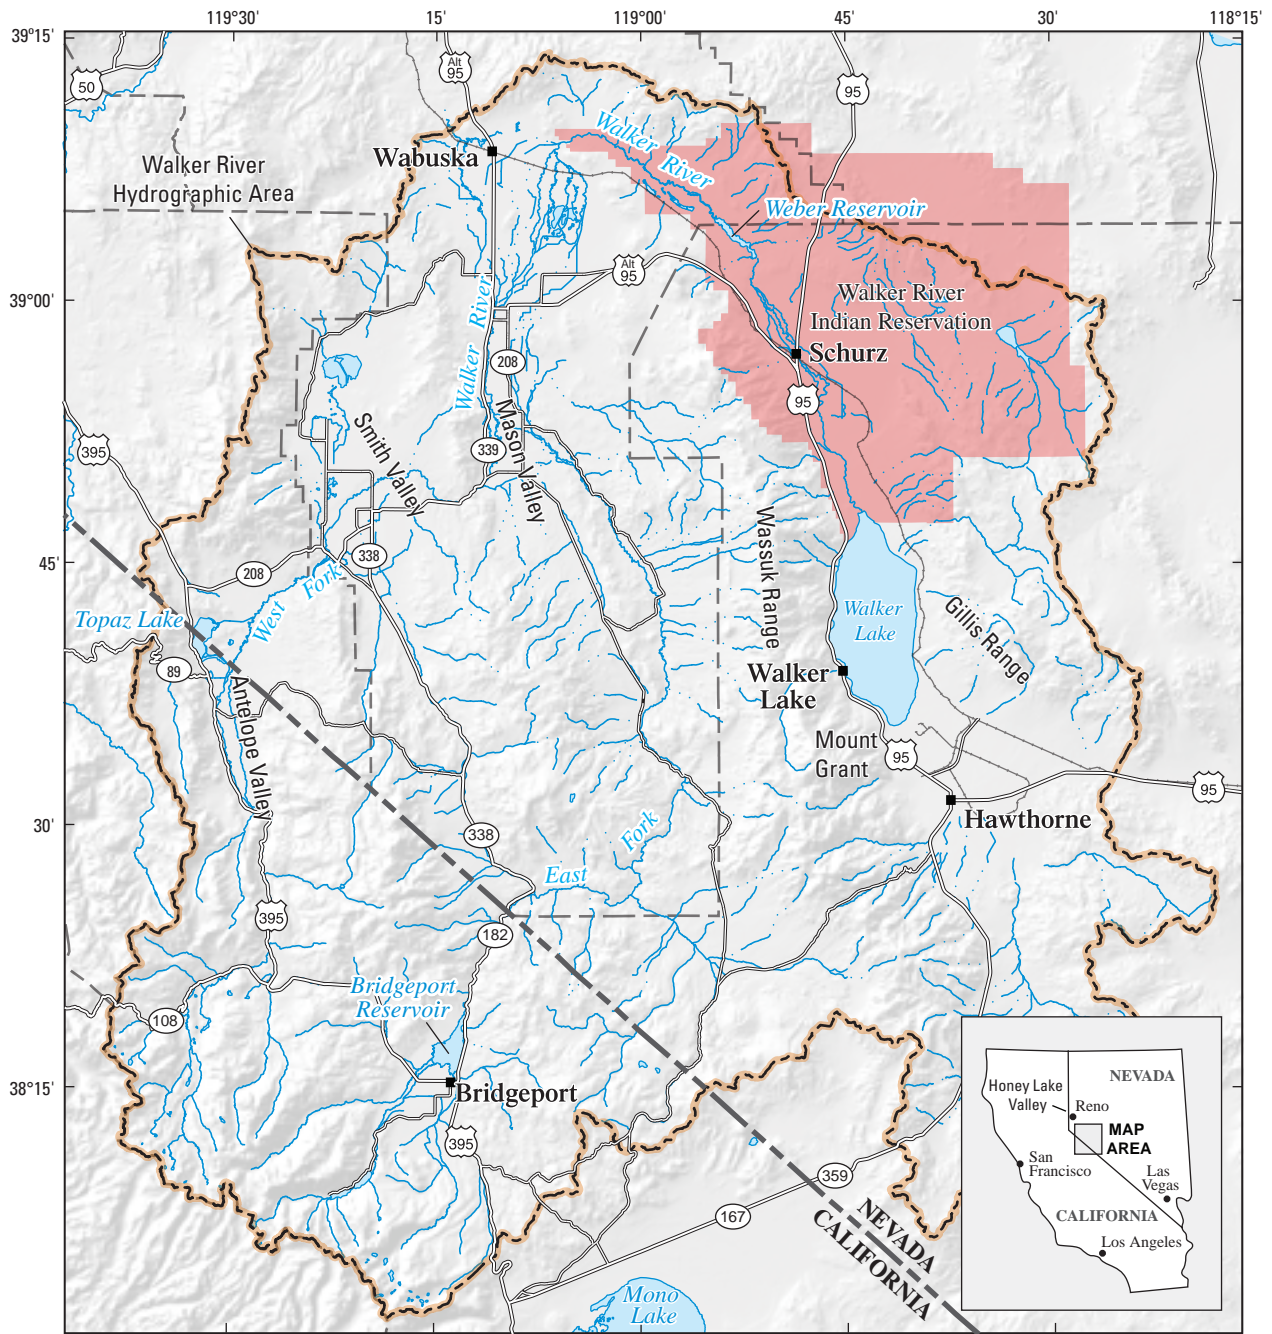 119°30'
15'
119°00'
45'
30'
118°15'
39°15'
50
Alt
95
95
Walker River
Hydrographic Area
Wabuska
Walker River
Weber Reservoir
Alt
95
39°00'
Walker River
Indian Reservation
Schurz
95
Walker River
208
339
Mason Valley
Smith Valley
395
Wassuk Range
45'
208
338
West Fork
Topaz Lake
89
Antelope Valley
Walker
Lake
Gillis Range
Walker
Lake
Mount
Grant
95
95
Hawthorne
30'
338
Fork
East
395
182
Bridgeport
Reservoir
108
38°15'
Bridgeport
395
359
167
NEVADA
CALIFORNIA
Mono
Lake
NEVADA
Honey Lake
Valley
Reno
MAP
AREA
San
Francisco
Las
Vegas
CALIFORNIA
Los Angeles